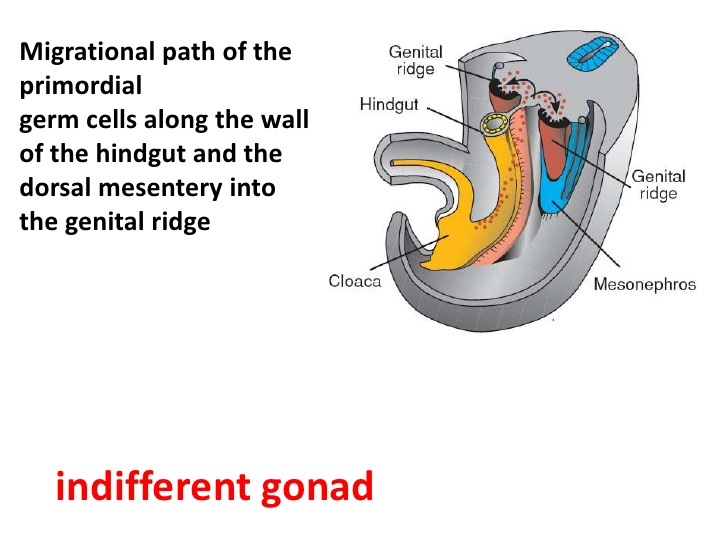 Migrational path of the
primordial
germ cells along the wall
of the hindgut and the
dorsal mesentery into
the genital ridge
Genital
ridge
Hindgut
Genital
ridge
Cloaca
Mesonephros
indifferent gonad